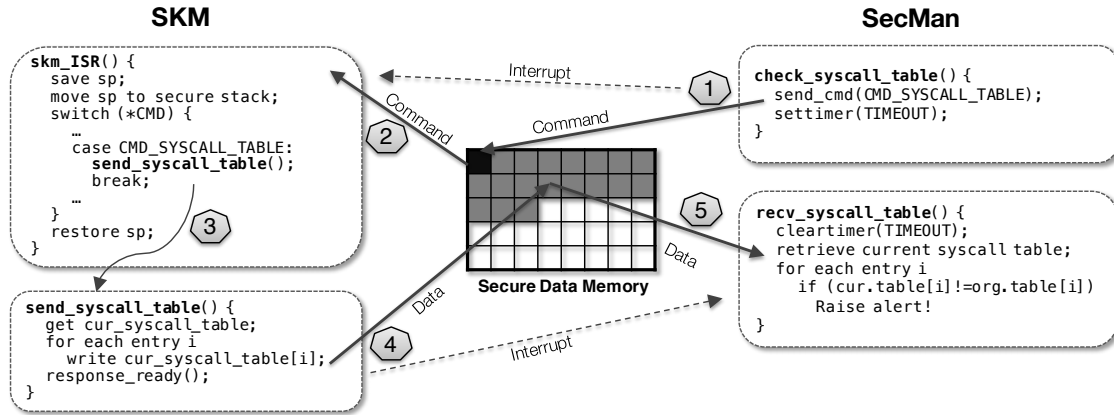 SKM
SecMan
skm_ISR() {
save sp;
move sp to secure stack;
switch (*CMD) {
…
case CMD_SYSCALL_TABLE:
send_syscall_table();
break;
…
}
restore sp;
}
Interrupt
1
check_syscall_table() {
send_cmd(CMD_SYSCALL_TABLE);
settimer(TIMEOUT);
}
Command
2
Command
3
Secure Data Memory
5
Data
recv_syscall_table() {
cleartimer(TIMEOUT);
retrieve current syscall table;
for each entry i
if (cur.table[i]!=org.table[i])
Raise alert!
}
send_syscall_table() {
get cur_syscall_table;
for each entry i
write cur_syscall_table[i];
response_ready();
}
Data
4
Interrupt